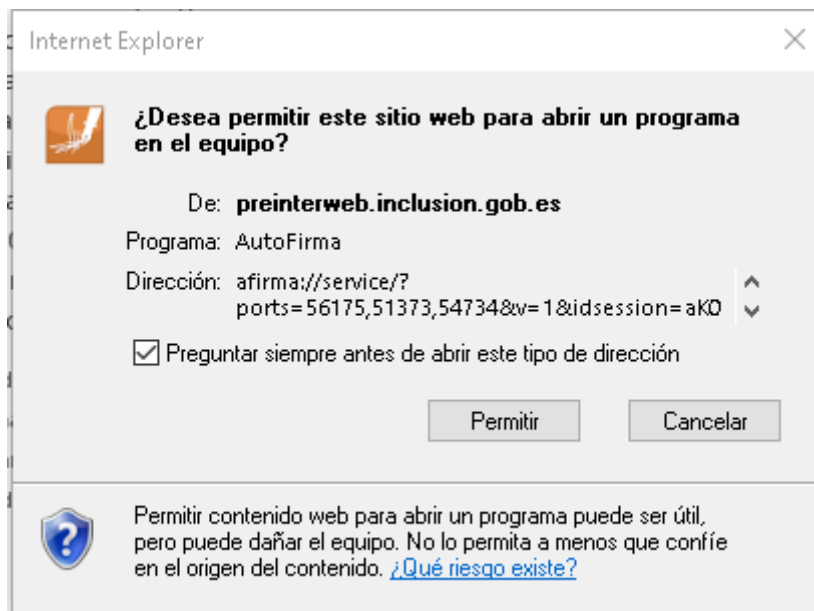 Internet Explorer
¿Desea permitir este sitio web para abrir un programa
en el equipo?
De: preinterweb.inclusion.gob.es
Programa: AutoFirma
Dirección: afirma://service/?
ports=56175,51373,54734&v=1&idsession=aK0
Preguntar siempre antes de abrir este tipo de dirección
Permitir Cancelar
Permitir contenido web para abrir un programa puede ser útil,
pero puede dañar el equipo. No lo permita a menos que confíe
en el origen del contenido. ¿Qué riesgo existe?